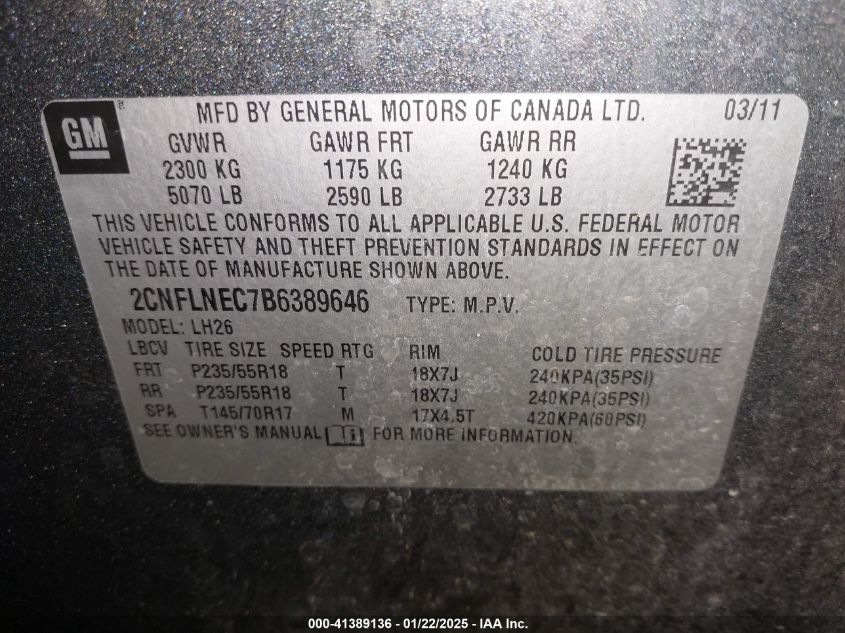 GM
MFD BY GENERAL MOTORS OF CANADA LTD. 03/11
GVWR GAWR FRT GAWR RR
2300 KG 1175 KG 1240 KG
5070 LB 2590 LB 2733 LB
THIS VEHICLE CONFORMS TO ALL APPLICABLE U.S. FEDERAL MOTOR
VEHICLE SAFETY AND THEFT PREVENTION STANDARDS IN EFFECT ON
THE DATE OF MANUFACTURE SHOWN ABOVE.
2CNFLNEC7B6389646 TYPE: M.P.V.
MODEL: LH26
LBCV TIRE SIZE SPEED RTG RIM COLD TIRE PRESSURE
FRT P235/55R18 T 18X7J 240KPA(35PSI)
RR P235/55R18 T 18X7J 240KPA(35PSI)
SPA T145/70R17 M 17X4.5T 420KPA(60PSI)
SEE OWNER'S MANUAL FOR MORE INFORMATION.
000-41389136 - 01/22/2025 - IAA Inc.